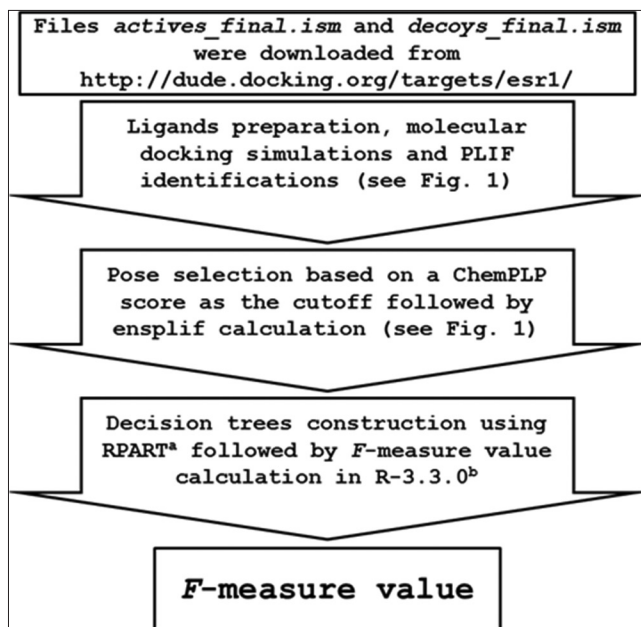 Files actives_final.ism and decoys_final.ism
were downloaded from
http://dude.docking.org/targets/esr1/
Ligands preparation, molecular
docking simulations and PLIF
identifications (see Fig. 1)
Pose selection based on a ChemPLP
score as the cutoff followed by
ensplif calculation (see Fig. 1)
Decision trees construction using
RPARTᵃ followed by F-measure value
calculation in R-3.3.0ᵇ
F-measure value